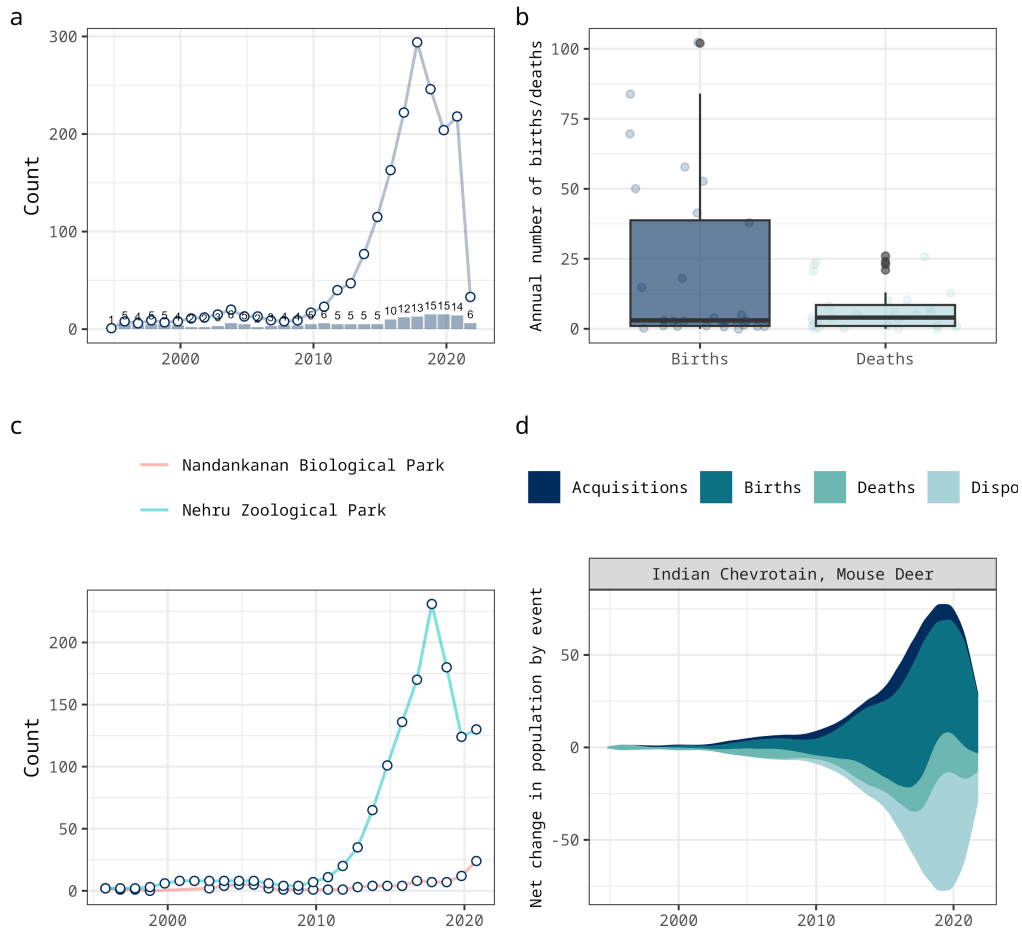 a
300
200
100
0
Count
1 5 4 5 5 4 2 2 3 6 5 2 3 4 4 5 6 5 5 5 5 10 12 13 15 15 14 6
2000 2010 2020
b
Annual number of births/deaths
100
75
50
25
0
Births Deaths
c
Nandankanan Biological Park
Nehru Zoological Park
Count
200
150
100
50
0
2000 2010 2020
d
Acquisitions Births Deaths Dispo
Indian Chevrotain, Mouse Deer
Net change in population by event
50
0
-50
2000 2010 2020